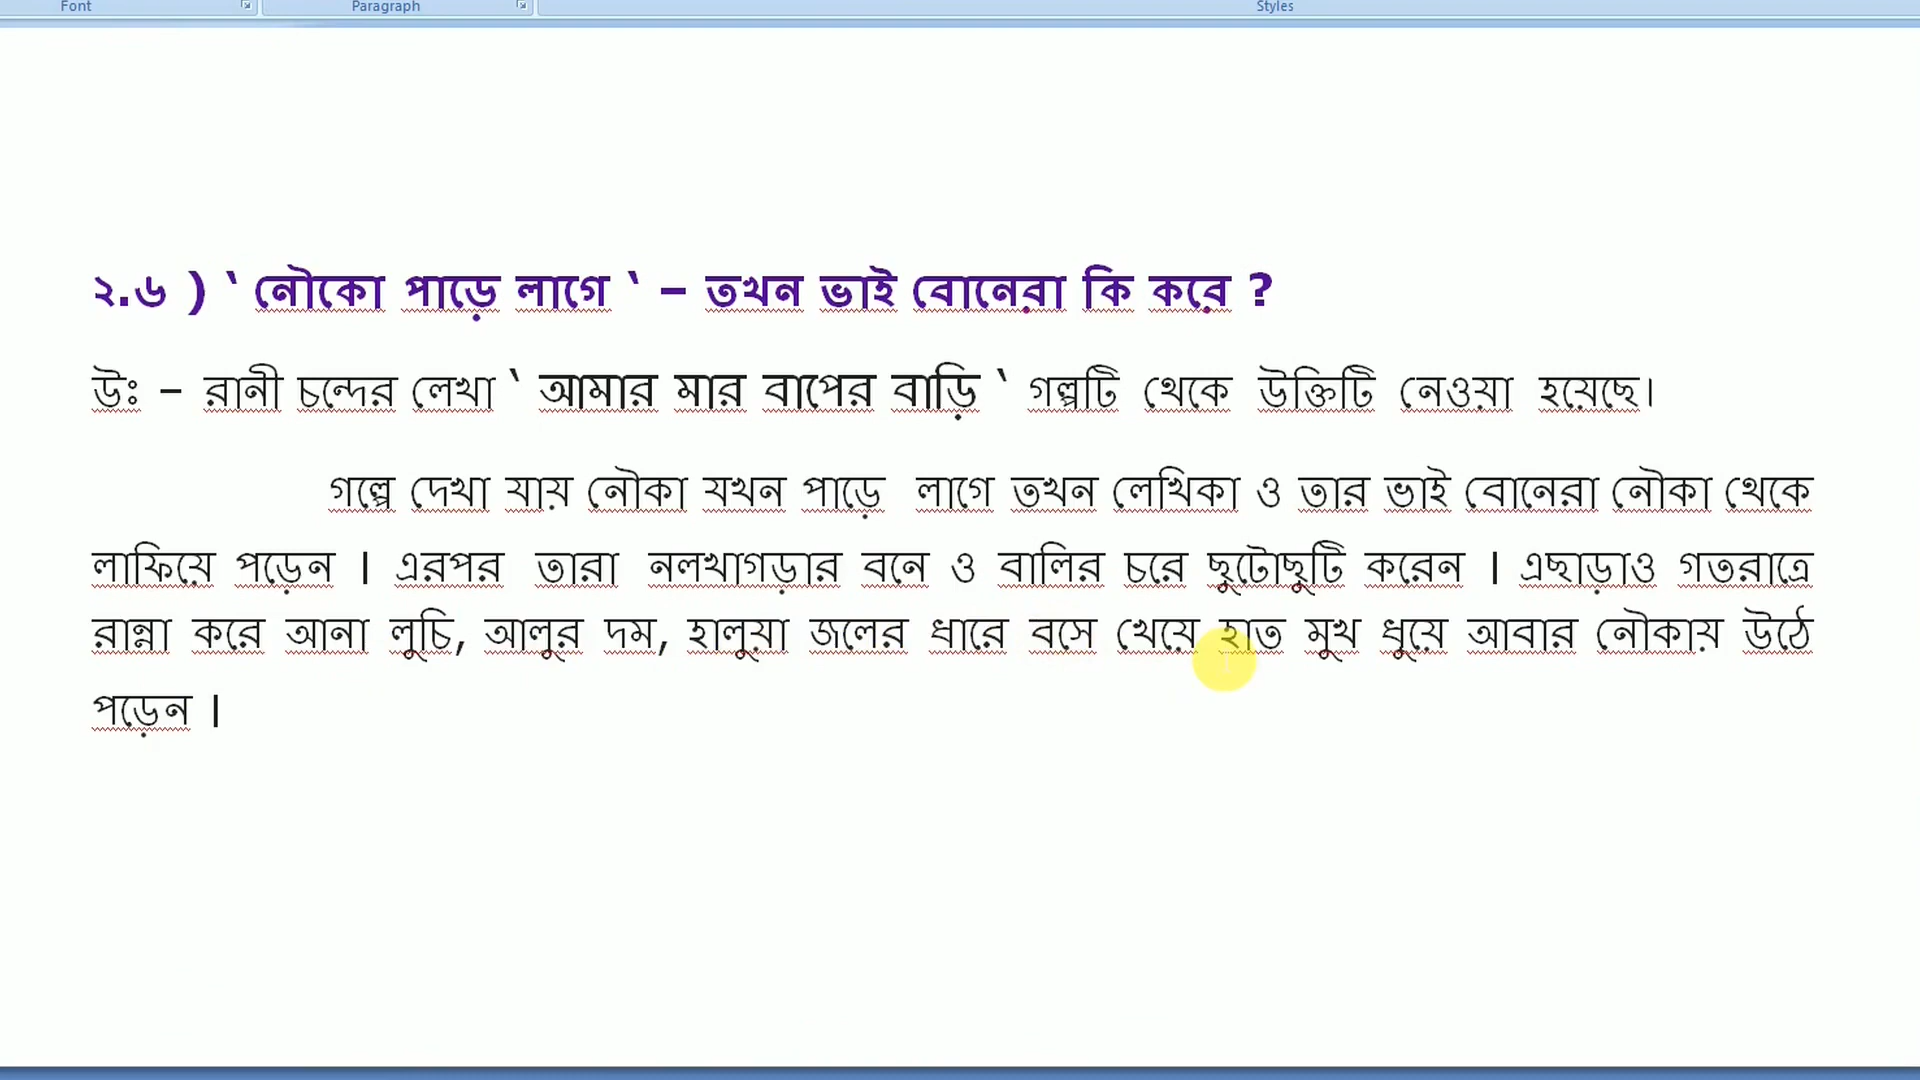 Font Paragraph Styles
২.৬ ) ‵ নৌকো পাড়ে লাগে ‵ – তখন ভাই বোনেরা কি করে ?
উঃ – রানী চন্দের লেখা ‵ আমার মার বাপের বাড়ি ‵ গল্পটি থেকে উক্তিটি নেওয়া হয়েছে।
গল্পে দেখা যায় নৌকা যখন পাড়ে লাগে তখন লেখিকা ও তার ভাই বোনেরা নৌকা থেকে
লাফিয়ে পড়েন । এরপর তারা নলখাগড়ার বনে ও বালির চরে ছুটোছুটি করেন । এছাড়াও গতরাত্রে
রান্না করে আনা লুচি, আলুর দম, হালুয়া জলের ধারে বসে খেয়ে হাত মুখ ধুয়ে আবার নৌকায় উঠে
পড়েন ।